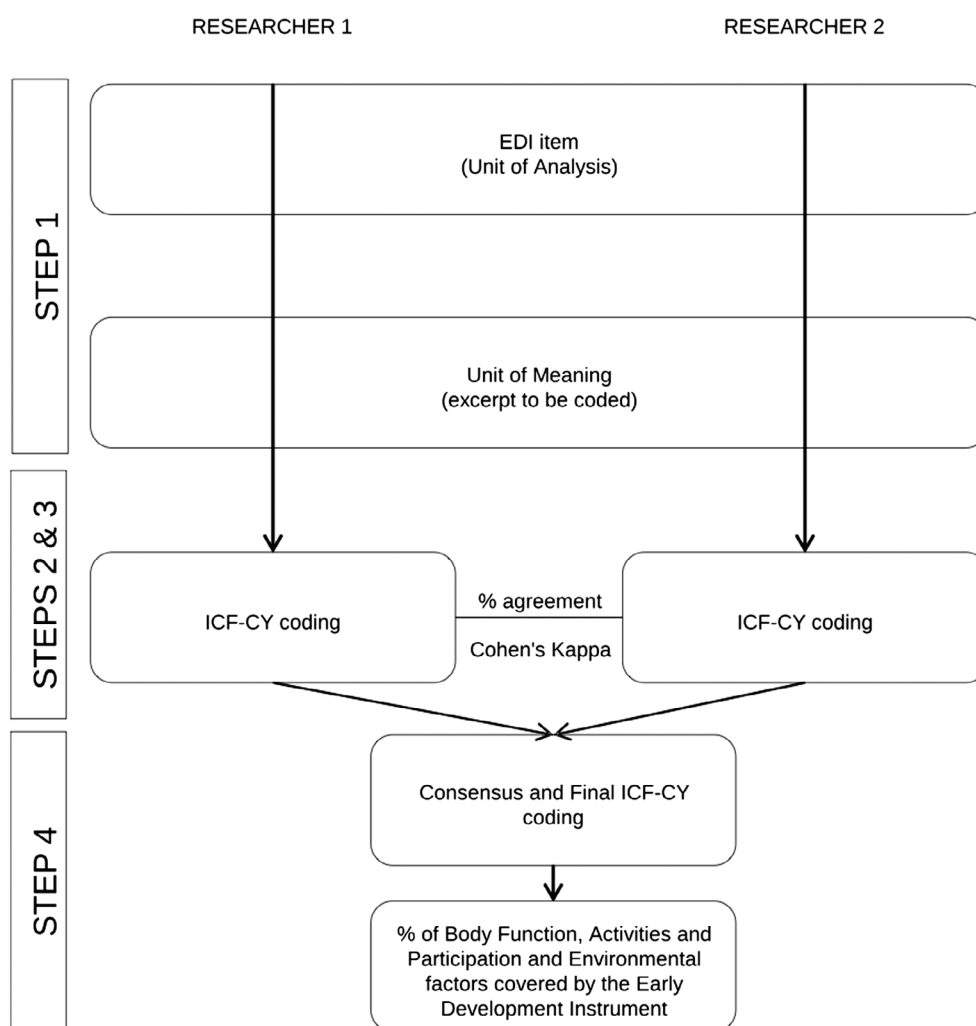 RESEARCHER 1
RESEARCHER 2
STEP 1
EDI item
(Unit of Analysis)
Unit of Meaning
(excerpt to be coded)
STEPS 2 & 3
ICF-CY coding
% agreement
Cohen's Kappa
ICF-CY coding
STEP 4
Consensus and Final ICF-CY
coding
% of Body Function, Activities and
Participation and Environmental
factors covered by the Early
Development Instrument